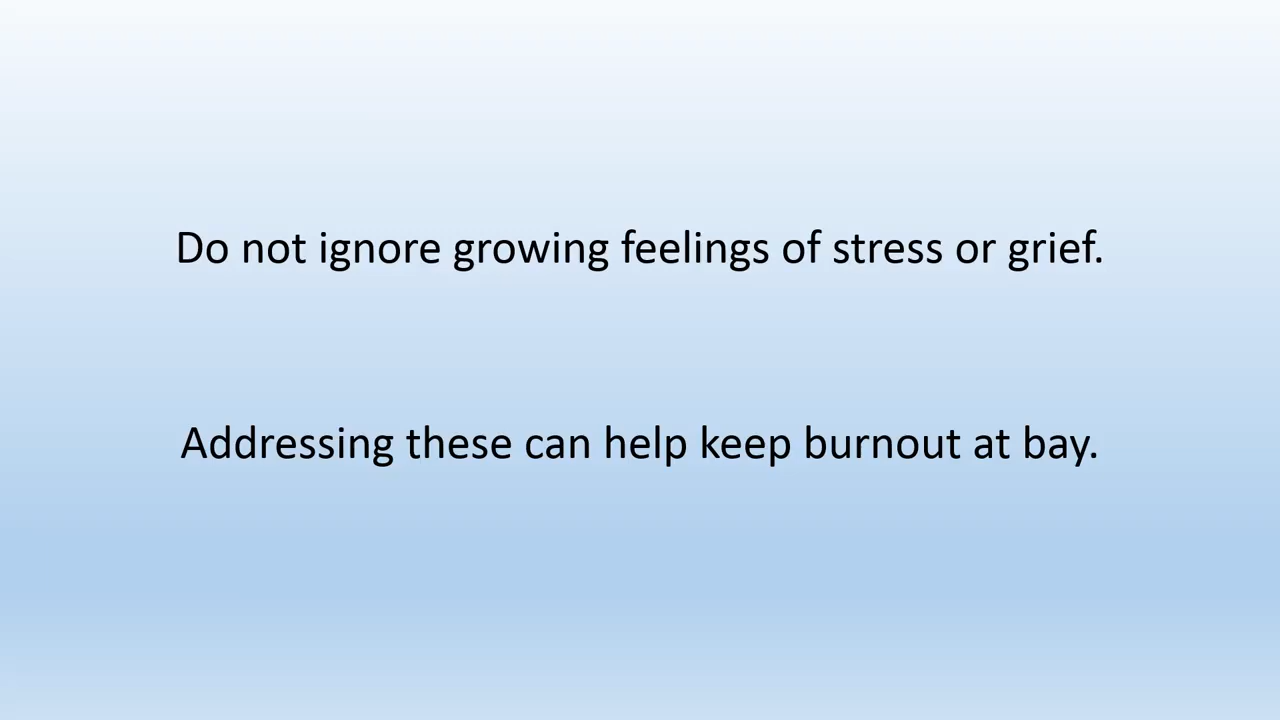 Do not ignore growing feelings of stress or grief.
Addressing these can help keep burnout at bay.